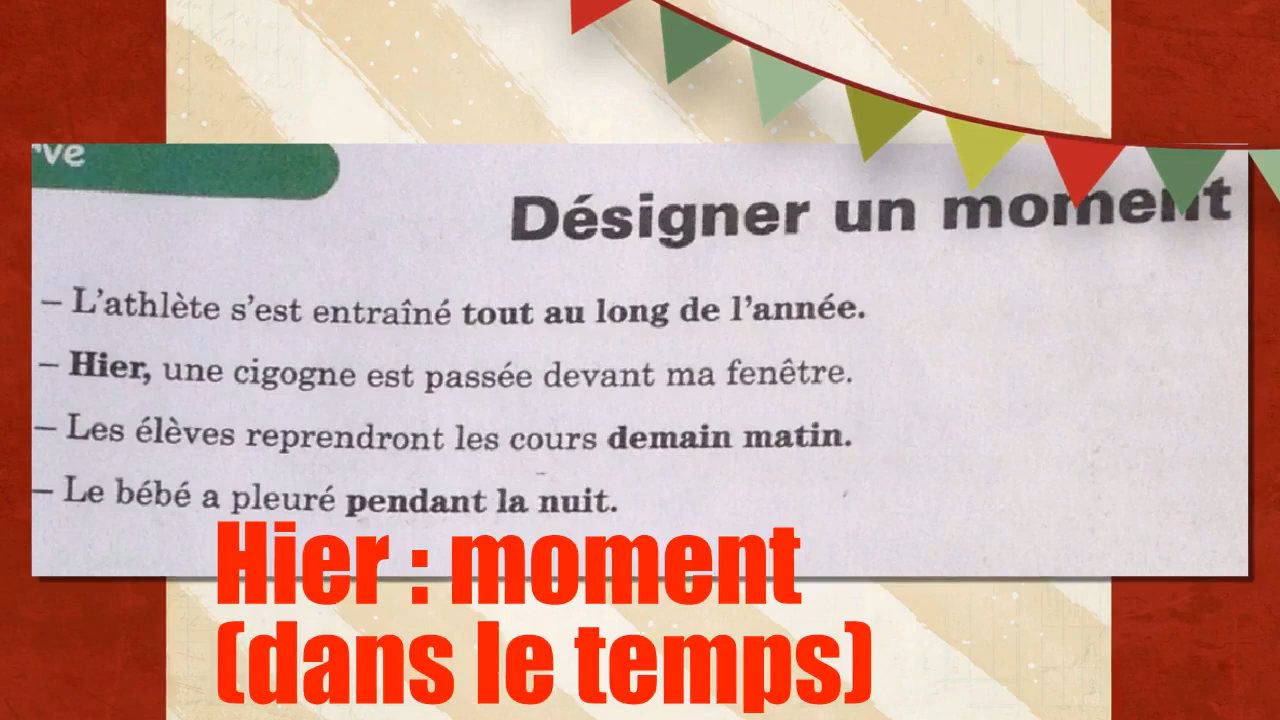 Désigner un moment
– L'athlète s'est entraîné tout au long de l'année.
– Hier, une cigogne est passée devant ma fenêtre.
– Les élèves reprendront les cours demain matin.
– Le bébé a pleuré pendant la nuit.
Hier : moment
(dans le temps)